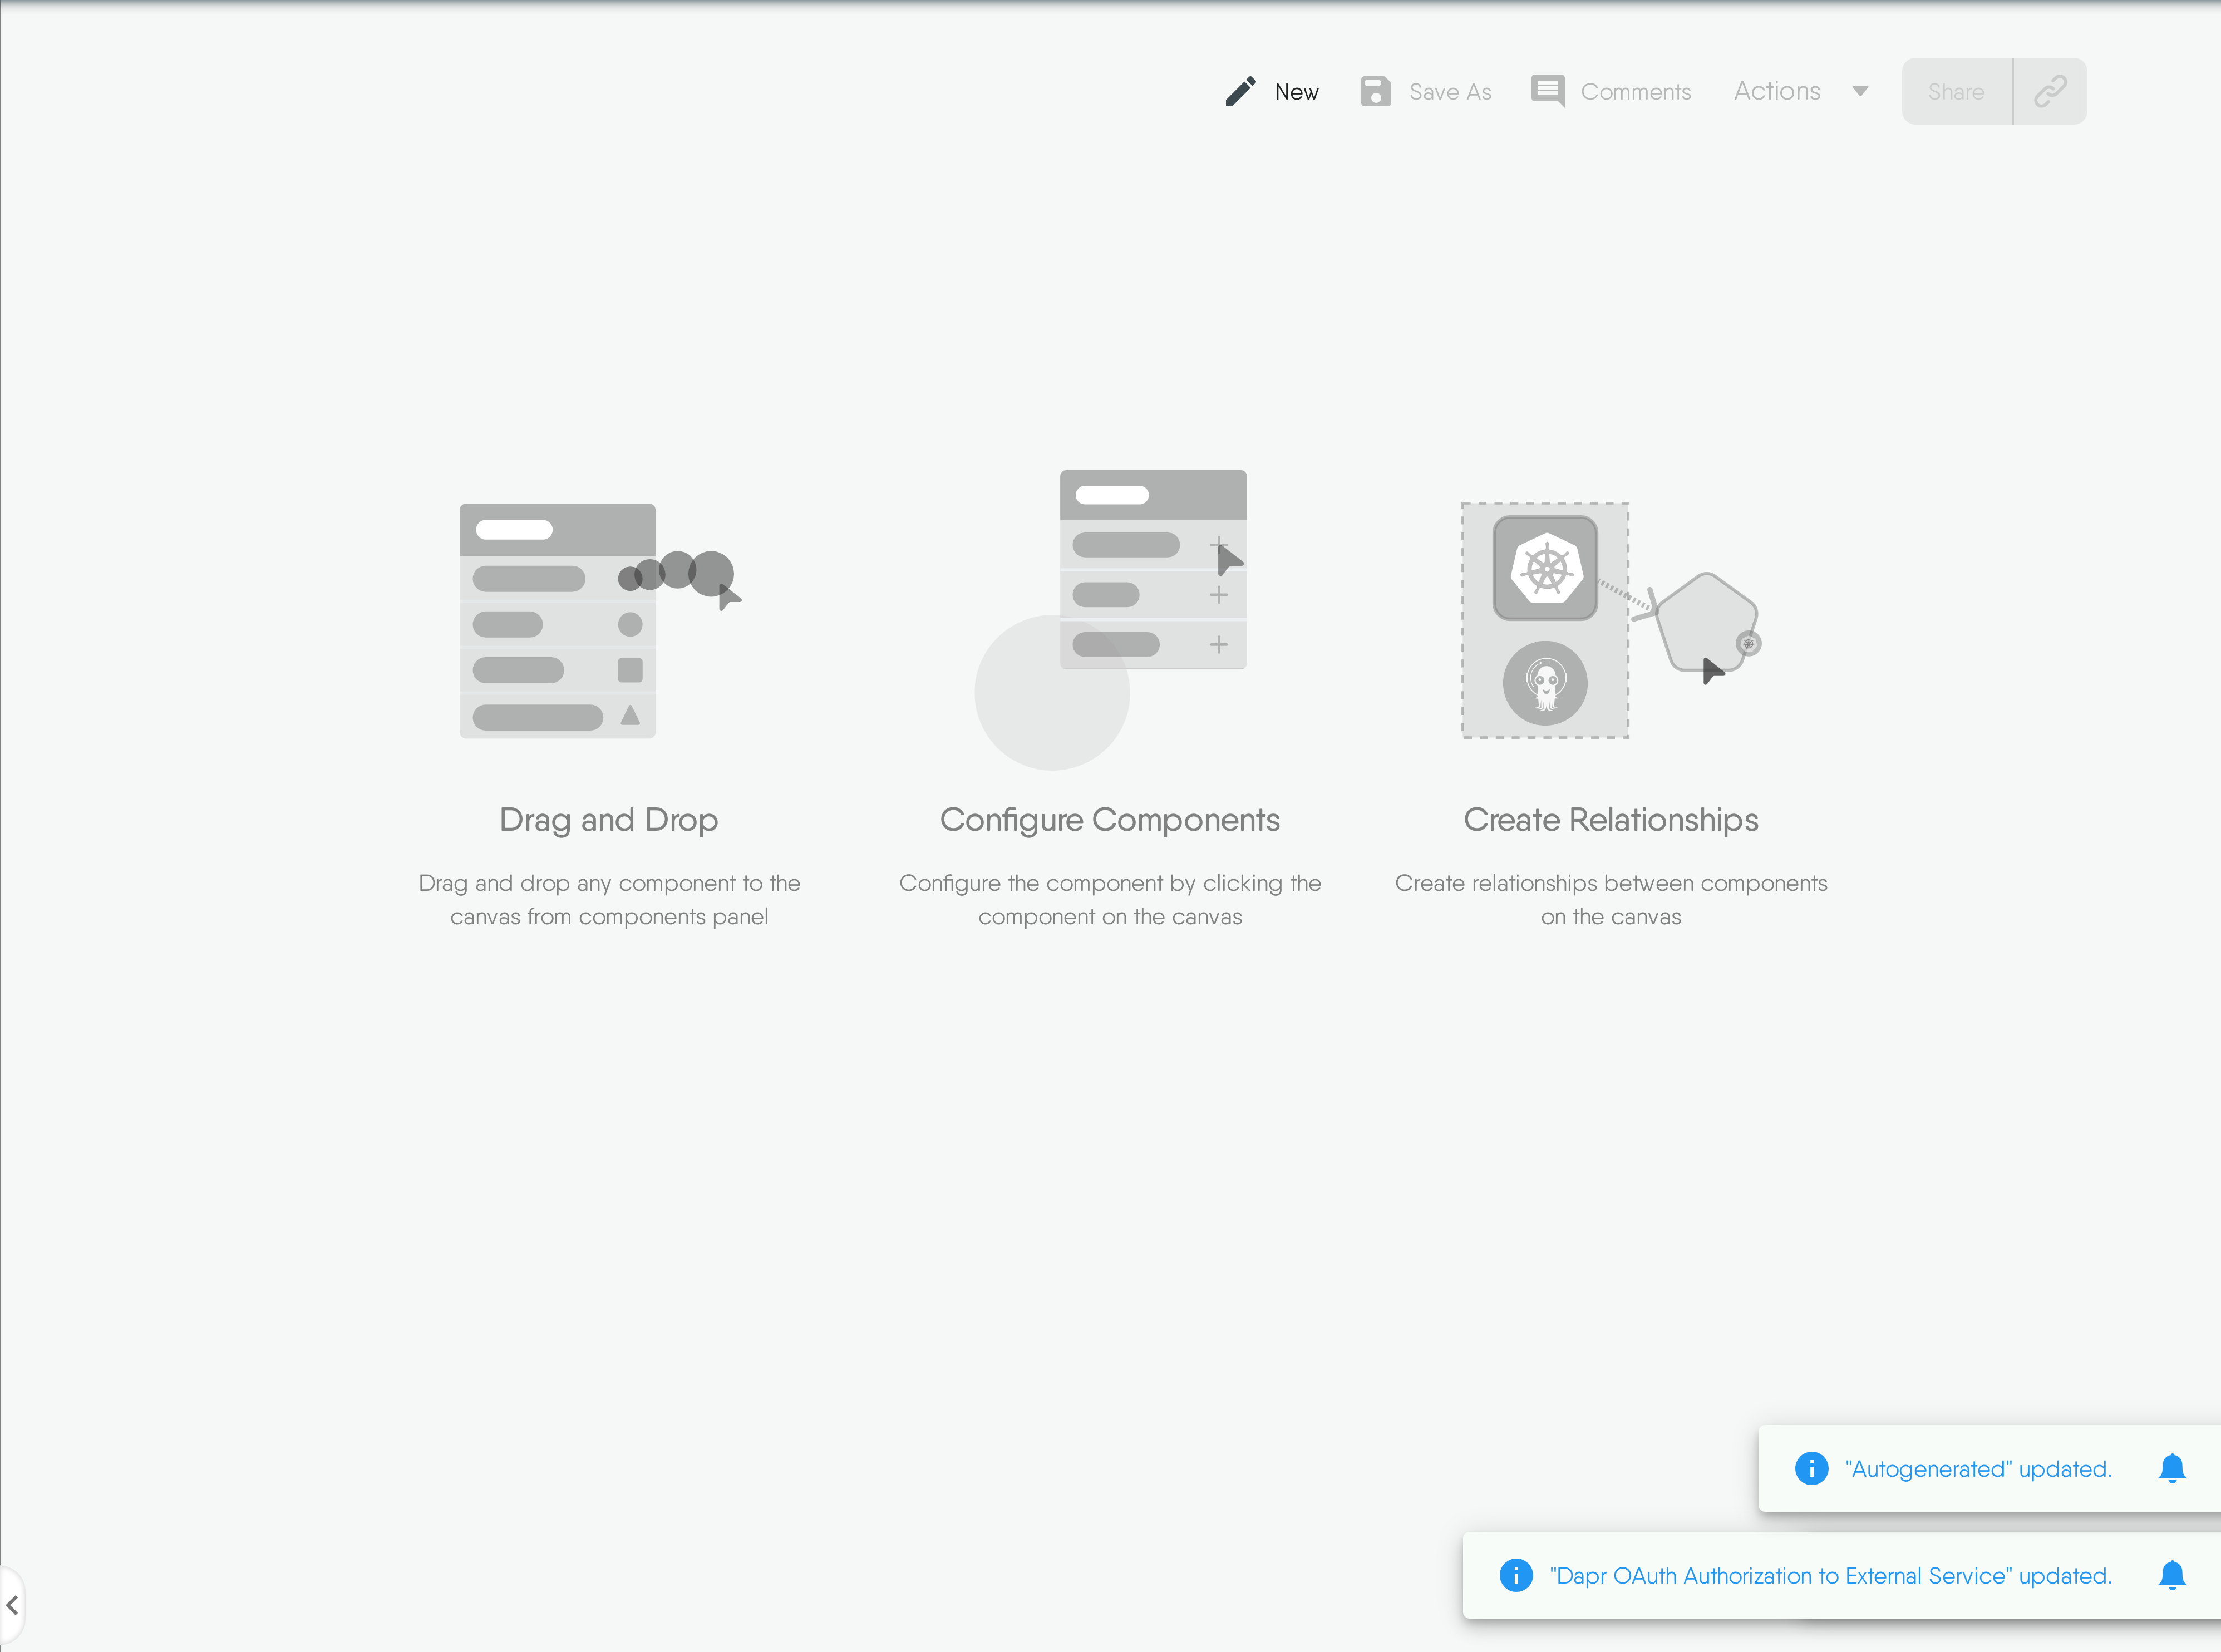 New
Save As
Comments
Actions
Share
Drag and Drop
Drag and drop any component to the
canvas from components panel
Configure Components
Configure the component by clicking the
component on the canvas
Create Relationships
Create relationships between components
on the canvas
"Autogenerated" updated.
"Dapr OAuth Authorization to External Service" updated.